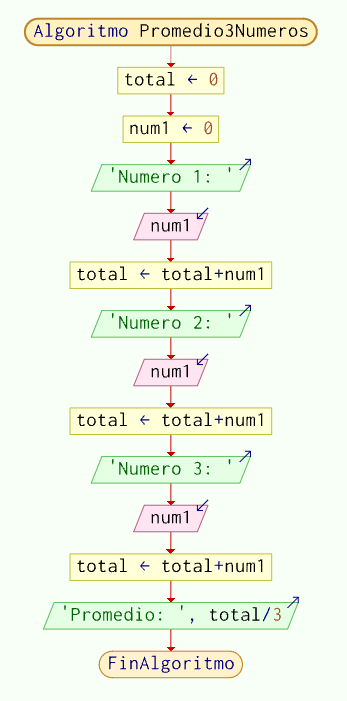 Algoritmo Promedio3Numeros
total ← 0
num1 ← 0
'Numero 1: '
num1
total ← total+num1
'Numero 2: '
num1
total ← total+num1
'Numero 3: '
num1
total ← total+num1
'Promedio: ', total/3
FinAlgoritmo